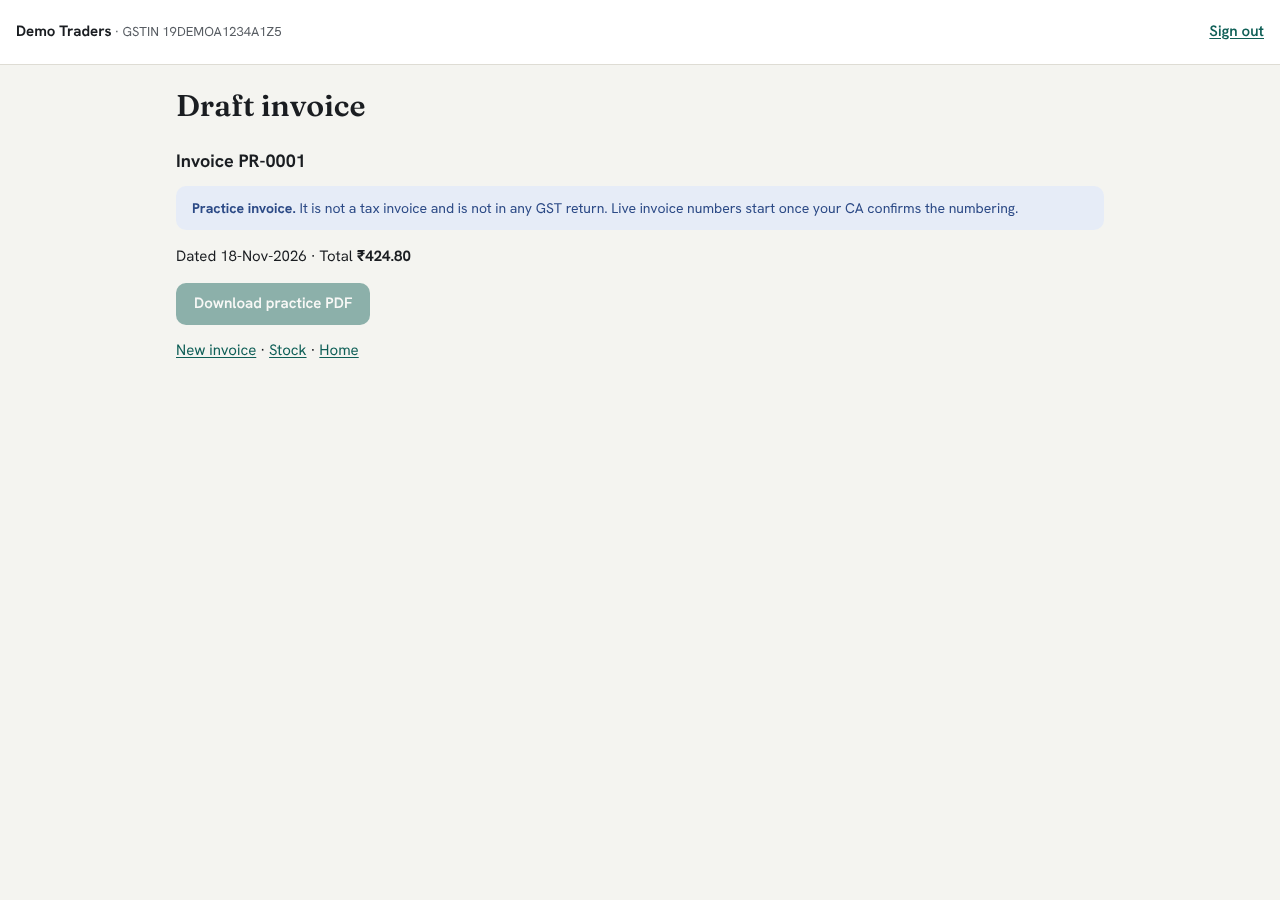 Demo Traders · GSTIN 19DEMOA1234A1Z5
Sign out
Draft invoice
Invoice PR-0001
Practice invoice. It is not a tax invoice and is not in any GST return. Live invoice numbers start once your CA confirms the numbering.
Dated 18-Nov-2026 · Total ₹424.80
Download practice PDF
New invoice · Stock · Home